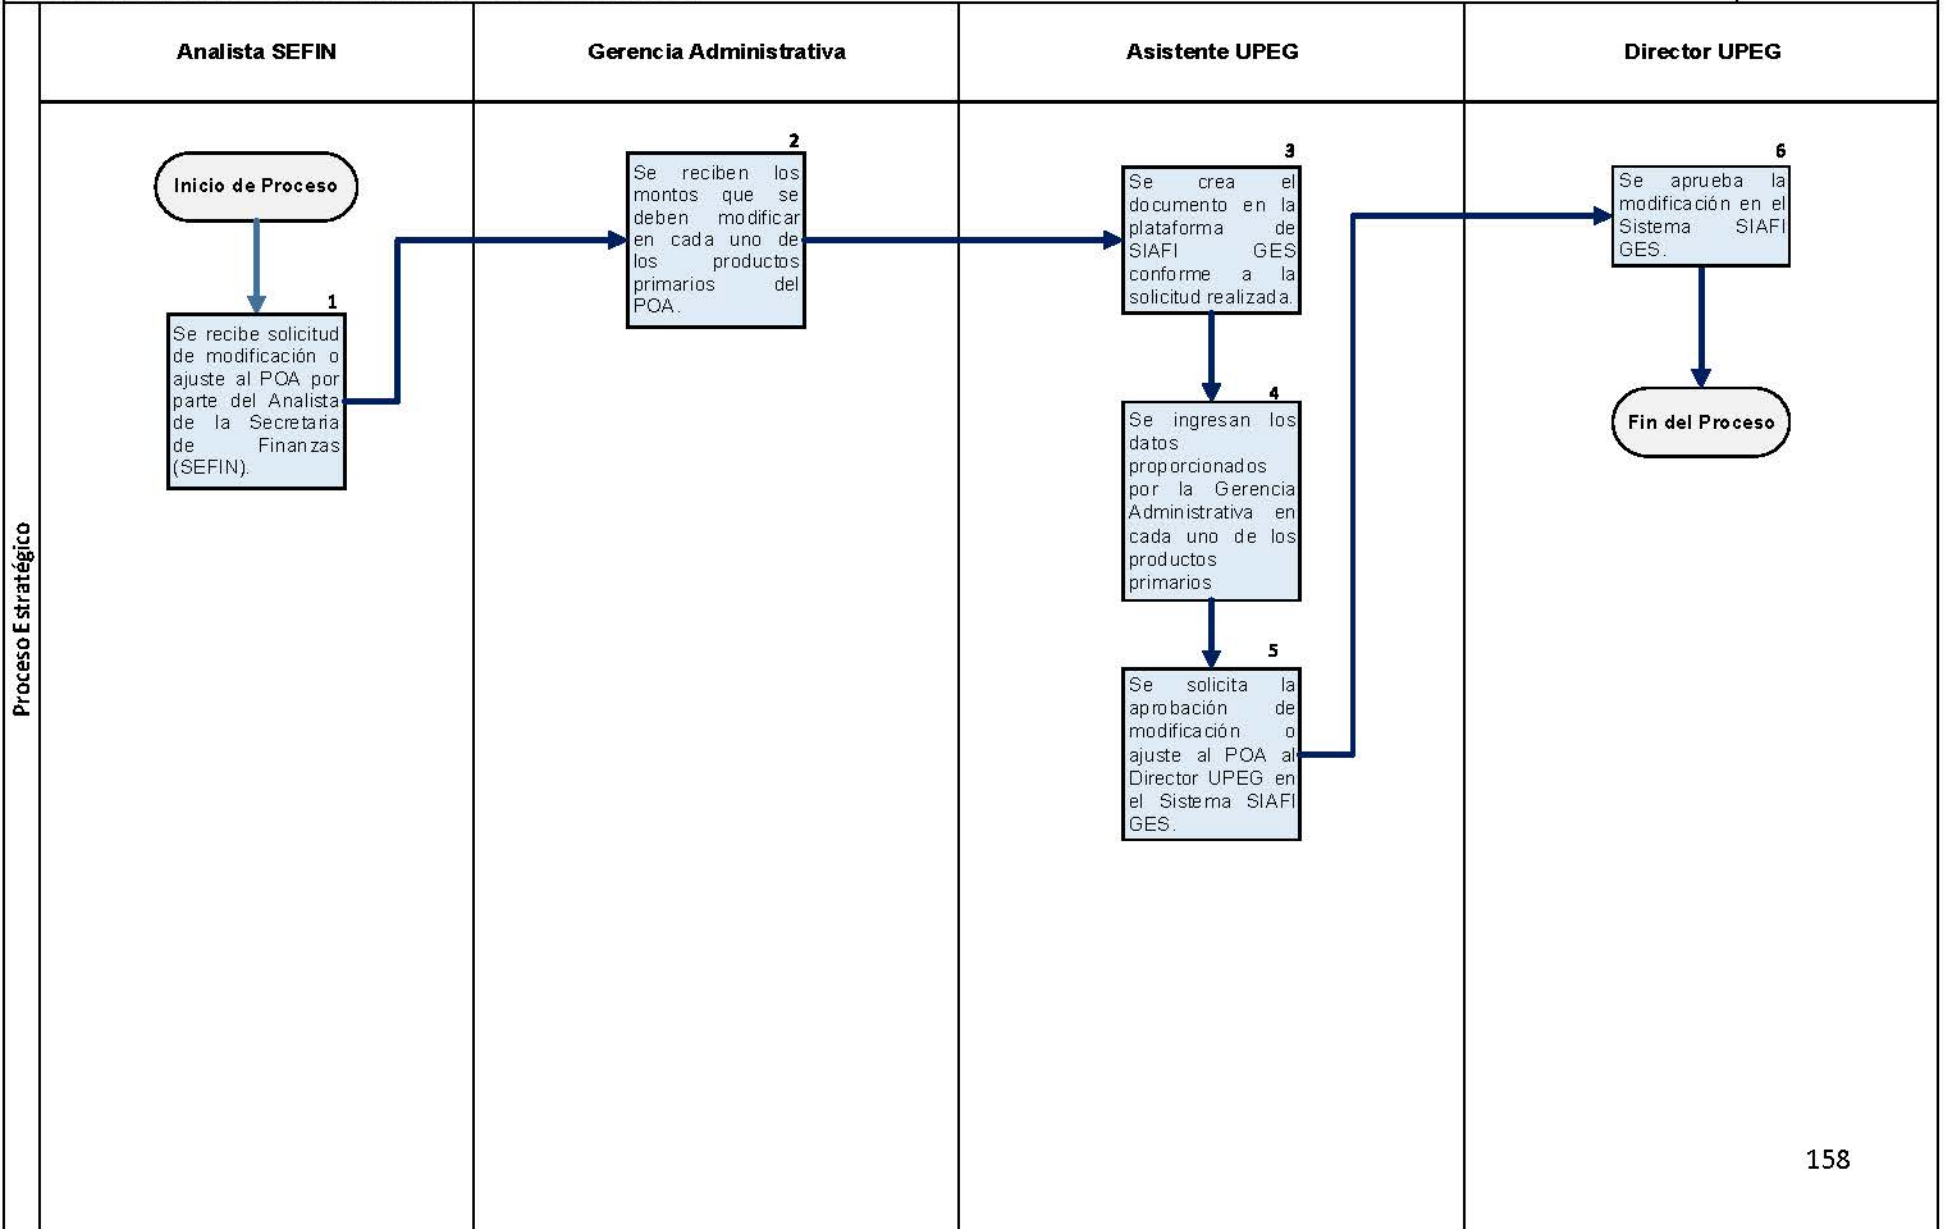 Analista SEFIN
Gerencia Administrativa
Asistente UPEG
Director UPEG
Proceso Estratégico
Inicio de Proceso
1
Se recibe solicitud
de modificación o
ajuste al POA por
parte del Analista
de la Secretaria
de Finanzas
(SEFIN).
2
Se reciben los
montos que se
deben modificar
en cada uno de
los productos
primarios del
POA.
3
Se crea el
documento en la
plataforma de
SIAFI GES
conforme a la
solicitud realizada.
4
Se ingresan los
datos
proporcionados
por la Gerencia
Administrativa en
cada uno de los
productos
primarios
5
Se solicita la
aprobación de
modificación o
ajuste al POA al
Director UPEG en
el Sistema SIAFI
GES.
6
Se aprueba la
modificación en el
Sistema SIAFI
GES.
Fin del Proceso
158